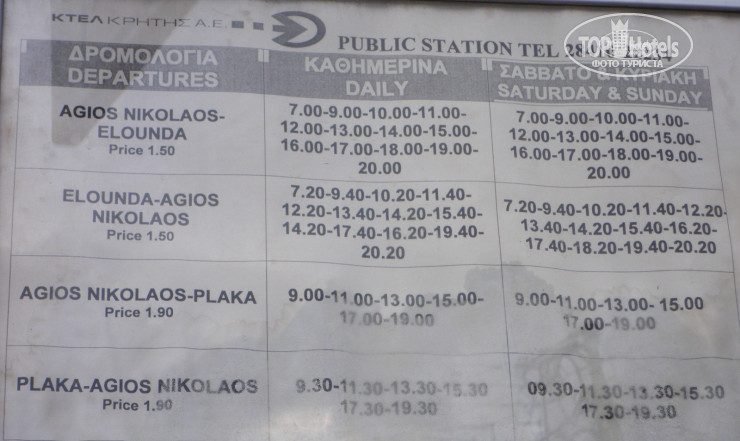 ΚΤΕΛ ΚΡΗΤΗΣ Α.Ε.
PUBLIC STATION TEL
TOP Hotels
ФОТО ТУРИСТА
ΔΡΟΜΟΛΟΓΙΑ
DEPARTURES
ΚΑΘΗΜΕΡΙΝΑ
DAILY
ΣΑΒΒΑΤΟ & ΚΥΡΙΑΚΗ
SATURDAY & SUNDAY
AGIOS NIKOLAOS-
ELOUNDA
Price 1.50
7.00-9.00-10.00-11.00-
12.00-13.00-14.00-15.00-
16.00-17.00-18.00-19.00-
20.00
7.00-9.00-10.00-11.00-
12.00-13.00-14.00-15.00-
16.00-17.00-18.00-19.00-
20.00
ELOUNDA-AGIOS
NIKOLAOS
Price 1.50
7.20-9.40-10.20-11.40-
12.20-13.40-14.20-15.40-
14.20-17.40-16.20-19.40-
20.20
7.20-9.40-10.20-11.40-12.20-
13.40-14.20-15.40-16.20-
17.40-18.20-19.40-20.20
AGIOS NIKOLAOS-PLAKA
Price 1.90
9.00-11.00-13.00-15.00-
17.00-19.00
9.00-11.00-13.00- 15.00
17.00-19.00
PLAKA-AGIOS NIKOLAOS
Price 1.90
9.30-11.30-13.30-15.30
17.30-19.30
09.30-11.30-13.30-15.30
17.30-19.30